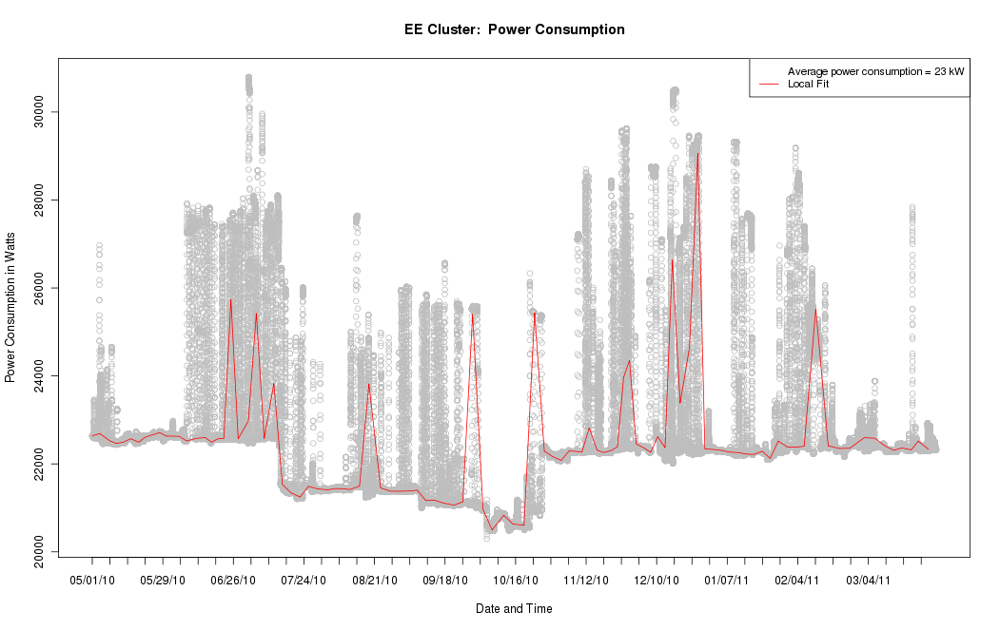 EE Cluster:  Power Consumption
Average power consumption = 23 kW
Local Fit
Power Consumption in Watts
30000
28000
26000
24000
22000
20000
05/01/10 05/29/10 06/26/10 07/24/10 08/21/10 09/18/10 10/16/10 11/12/10 12/10/10 01/07/11 02/04/11 03/04/11
Date and Time